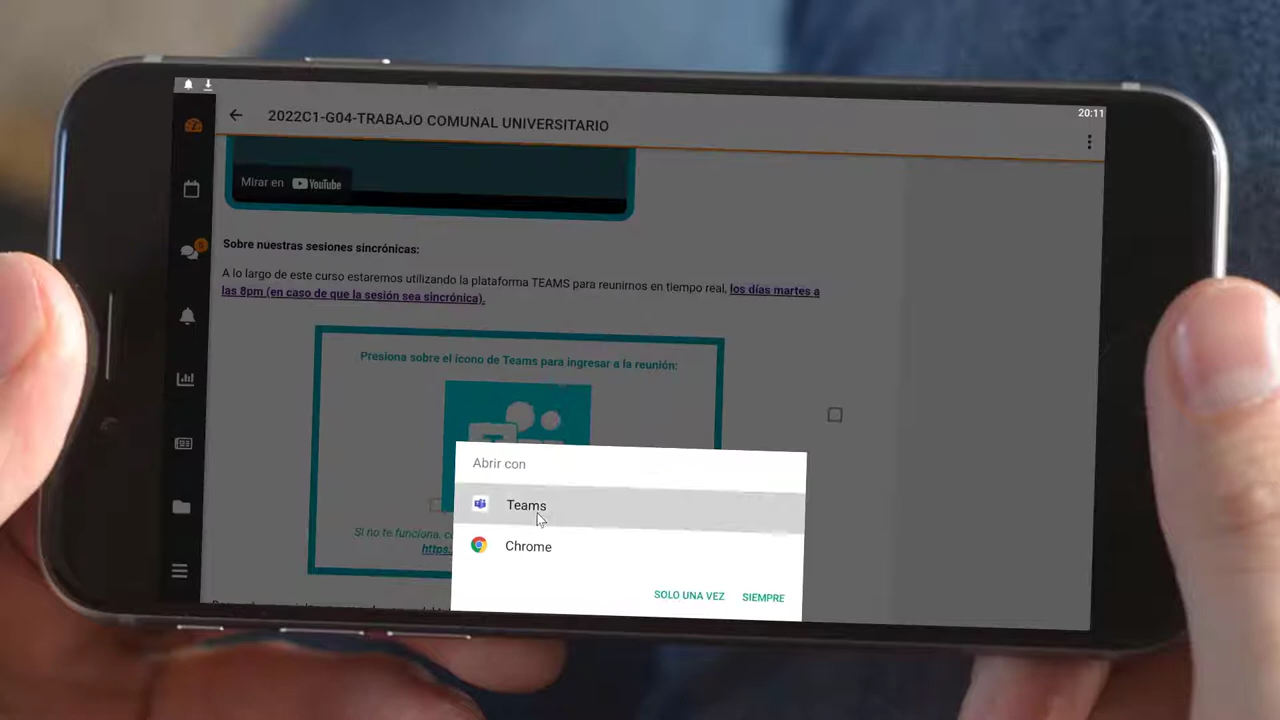 20:11
2022C1-G04-TRABAJO COMUNAL UNIVERSITARIO
Mirar en YouTube
5
Sobre nuestras sesiones sincrónicas:
A lo largo de este curso estaremos utilizando la plataforma TEAMS para reunirnos en tiempo real, los días martes a
las 8pm (en caso de que la sesión sea sincrónica).
Presiona sobre el ícono de Teams para ingresar a la reunión:
Abrir con
Teams
Chrome
Si no te funciona,
https:
SOLO UNA VEZ SIEMPRE